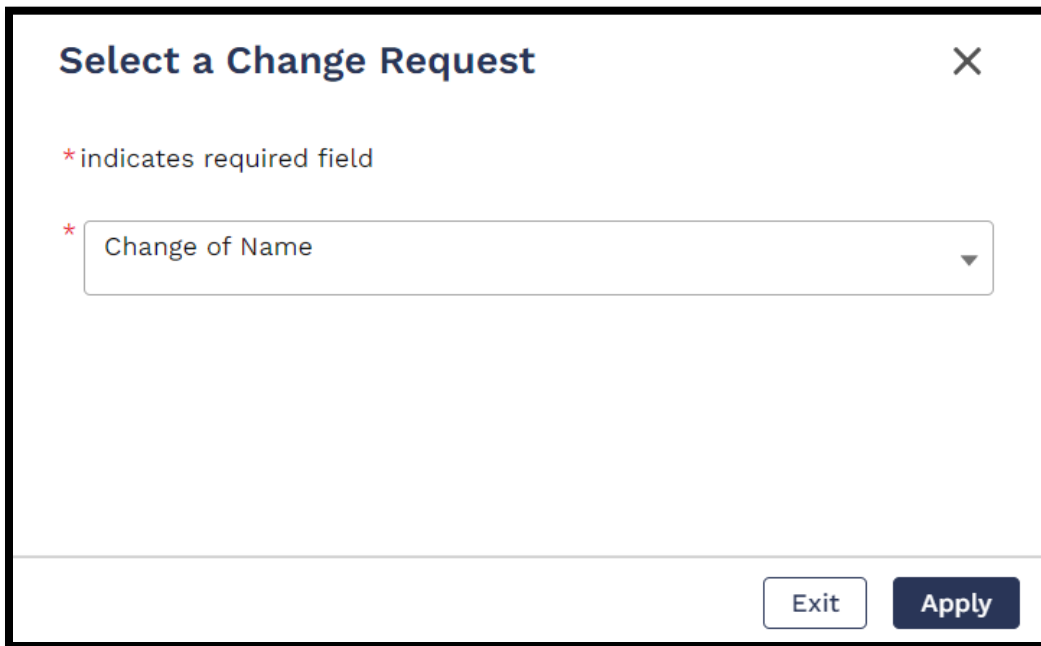 Select a Change Request
*indicates required field
*
Change of Name
Exit
Apply